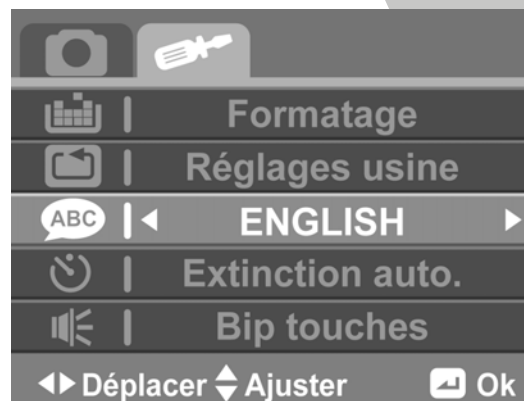 Formatage
Réglages usine
ABC ENGLISH
Extinction auto.
Bip touches
Déplacer Ajuster Ok